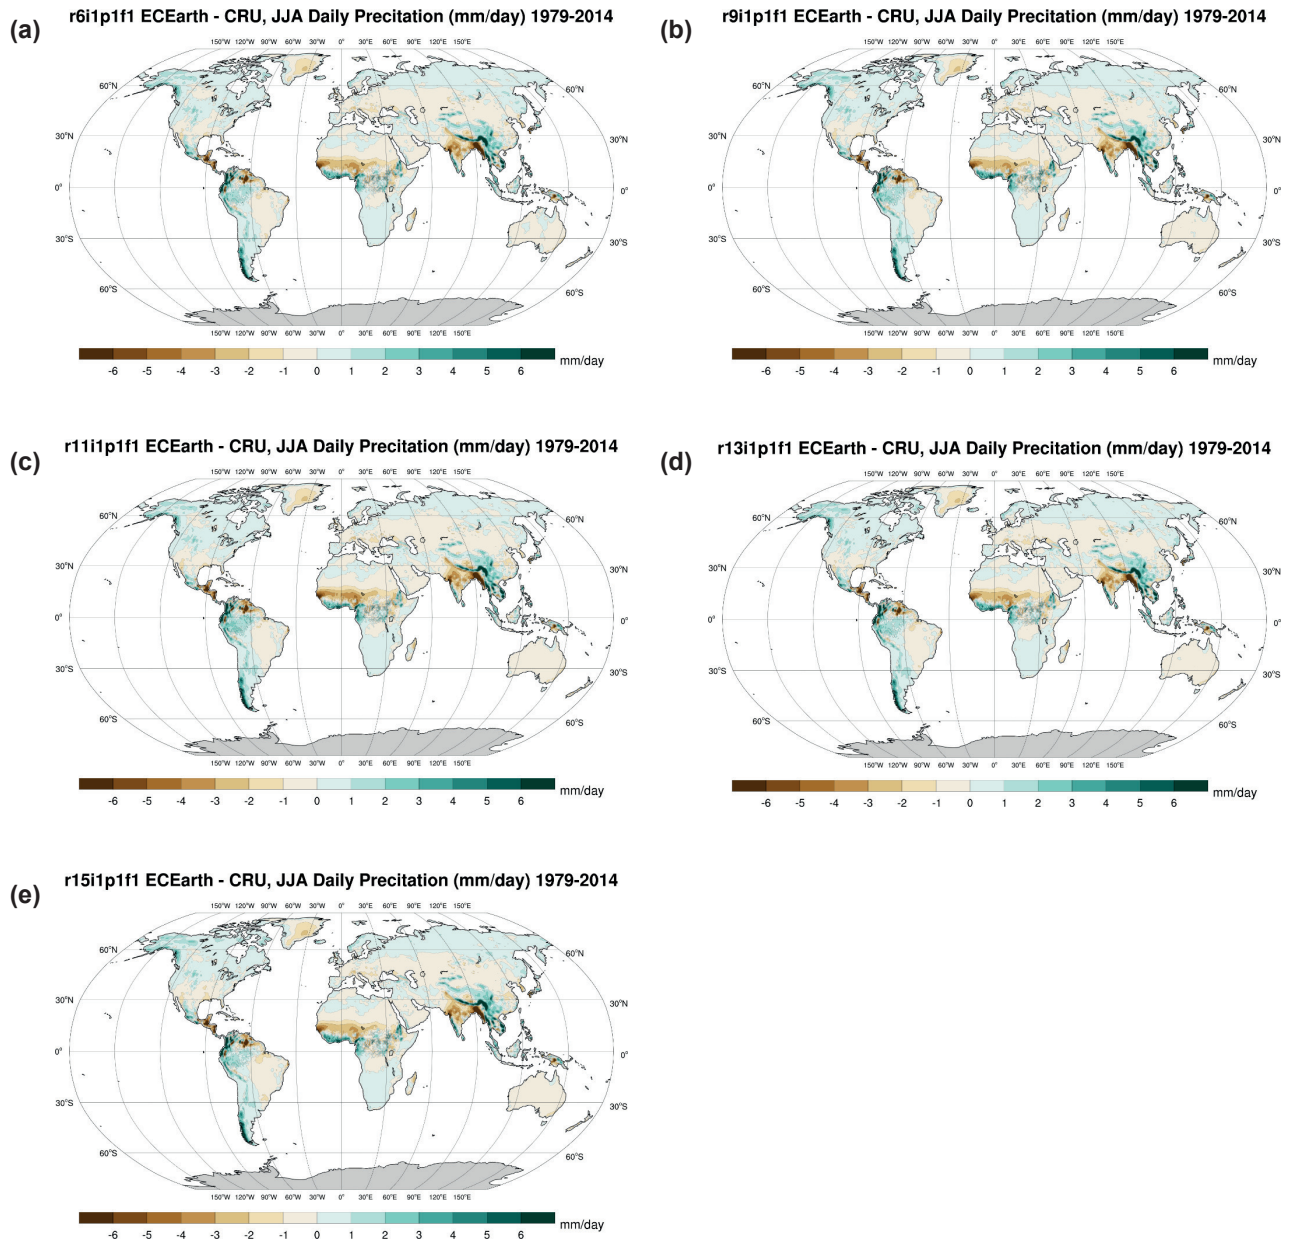 (a)
r6i1p1f1 ECEarth - CRU, JJA Daily Precitation (mm/day) 1979-2014
150°W 120°W 90°W 60°W 30°W 0° 30°E 60°E 90°E 120°E 150°E
60°N 60°N
30°N 30°N
0° 0°
30°S 30°S
60°S 60°S
150°W 120°W 90°W 60°W 30°W 0° 30°E 60°E 90°E 120°E 150°E
-6 -5 -4 -3 -2 -1 0 1 2 3 4 5 6 mm/day
(b)
r9i1p1f1 ECEarth - CRU, JJA Daily Precitation (mm/day) 1979-2014
150°W 120°W 90°W 60°W 30°W 0° 30°E 60°E 90°E 120°E 150°E
60°N 60°N
30°N 30°N
0° 0°
30°S 30°S
60°S 60°S
150°W 120°W 90°W 60°W 30°W 0° 30°E 60°E 90°E 120°E 150°E
-6 -5 -4 -3 -2 -1 0 1 2 3 4 5 6 mm/day
(c)
r11i1p1f1 ECEarth - CRU, JJA Daily Precitation (mm/day) 1979-2014
150°W 120°W 90°W 60°W 30°W 0° 30°E 60°E 90°E 120°E 150°E
60°N 60°N
30°N 30°N
0° 0°
30°S 30°S
60°S 60°S
150°W 120°W 90°W 60°W 30°W 0° 30°E 60°E 90°E 120°E 150°E
-6 -5 -4 -3 -2 -1 0 1 2 3 4 5 6 mm/day
(d)
r13i1p1f1 ECEarth - CRU, JJA Daily Precitation (mm/day) 1979-2014
150°W 120°W 90°W 60°W 30°W 0° 30°E 60°E 90°E 120°E 150°E
60°N 60°N
30°N 30°N
0° 0°
30°S 30°S
60°S 60°S
150°W 120°W 90°W 60°W 30°W 0° 30°E 60°E 90°E 120°E 150°E
-6 -5 -4 -3 -2 -1 0 1 2 3 4 5 6 mm/day
(e)
r15i1p1f1 ECEarth - CRU, JJA Daily Precitation (mm/day) 1979-2014
150°W 120°W 90°W 60°W 30°W 0° 30°E 60°E 90°E 120°E 150°E
60°N 60°N
30°N 30°N
0° 0°
30°S 30°S
60°S 60°S
150°W 120°W 90°W 60°W 30°W 0° 30°E 60°E 90°E 120°E 150°E
-6 -5 -4 -3 -2 -1 0 1 2 3 4 5 6 mm/day